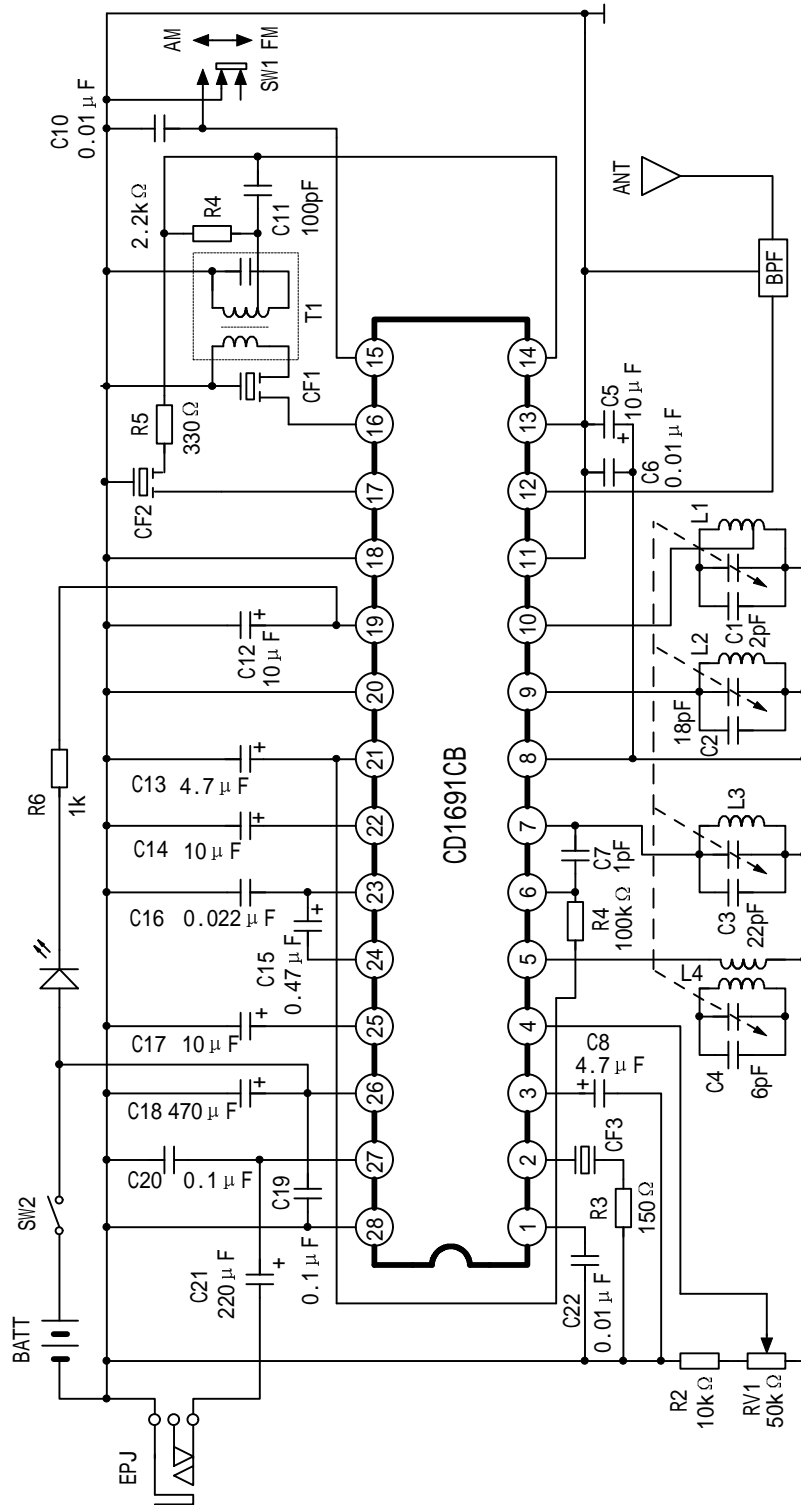 AM
FM
SW1
C10
0.01μF
2.2kΩ
R4
C11
100pF
T1
ANT
BPF
CF1
R5
330Ω
CF2
15
14
16
13
17
12
18
11
19
10
20
9
21
8
22
7
23
6
24
5
25
4
26
3
27
2
28
1
CD1691CB
C5
10μF
C6
0.01μF
L1
C1
2pF
L2
18pF
C2
C12
10μF
R6
1k
C13 4.7μF
C14 10μF
C16 0.022μF
C15
0.47μF
C17 10μF
C18 470μF
C20 0.1μF
C19
0.1μF
C7
1pF
R4
100kΩ
L3
C3
22pF
L4
C4
6pF
C8
4.7μF
CF3
R3
150Ω
C22
0.01μF
SW2
C21
220μF
BATT
EPJ
R2
10kΩ
RV1
50kΩ